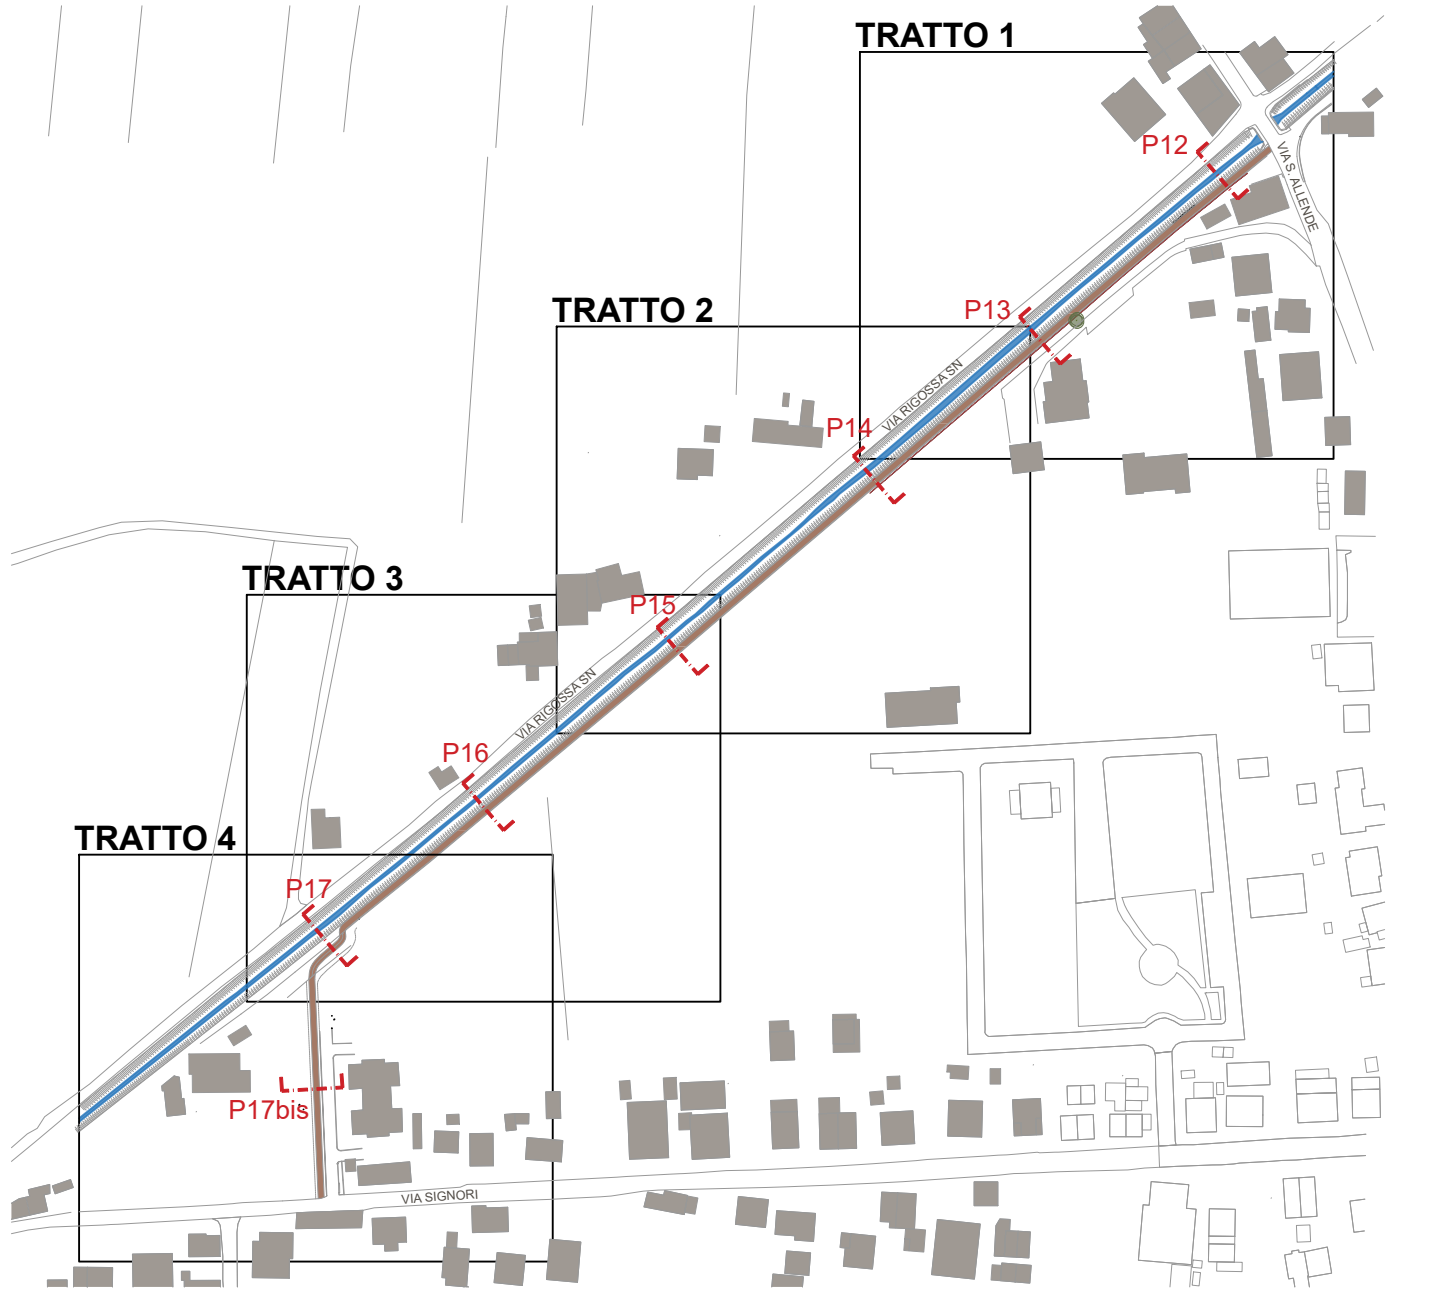 TRATTO 1
P12
VIA S. ALLENDE
TRATTO 2
P13
VIA RIGOSSA SN
P14
TRATTO 3
P15
VIA RIGOSSA SN
P16
TRATTO 4
P17
P17bis
VIA SIGNORI